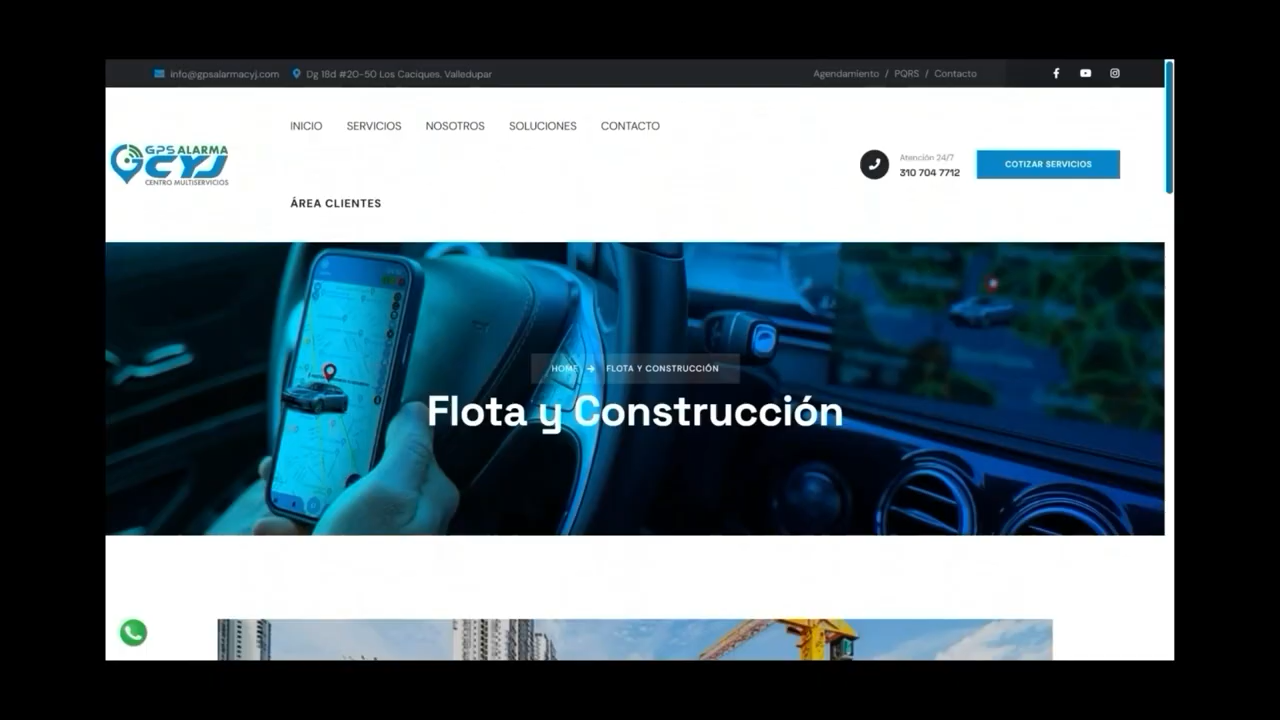 info@gpsalarmacyj.com
Dg 18d #20-50 Los Caciques. Valledupar
Agendamiento / PQRS / Contacto
INICIO SERVICIOS NOSOTROS SOLUCIONES CONTACTO
GPS ALARMA
CYJ
CENTRO MULTISERVICIOS
Atención 24/7
310 704 7712
COTIZAR SERVICIOS
ÁREA CLIENTES
HOME → FLOTA Y CONSTRUCCIÓN
Flota y Construcción